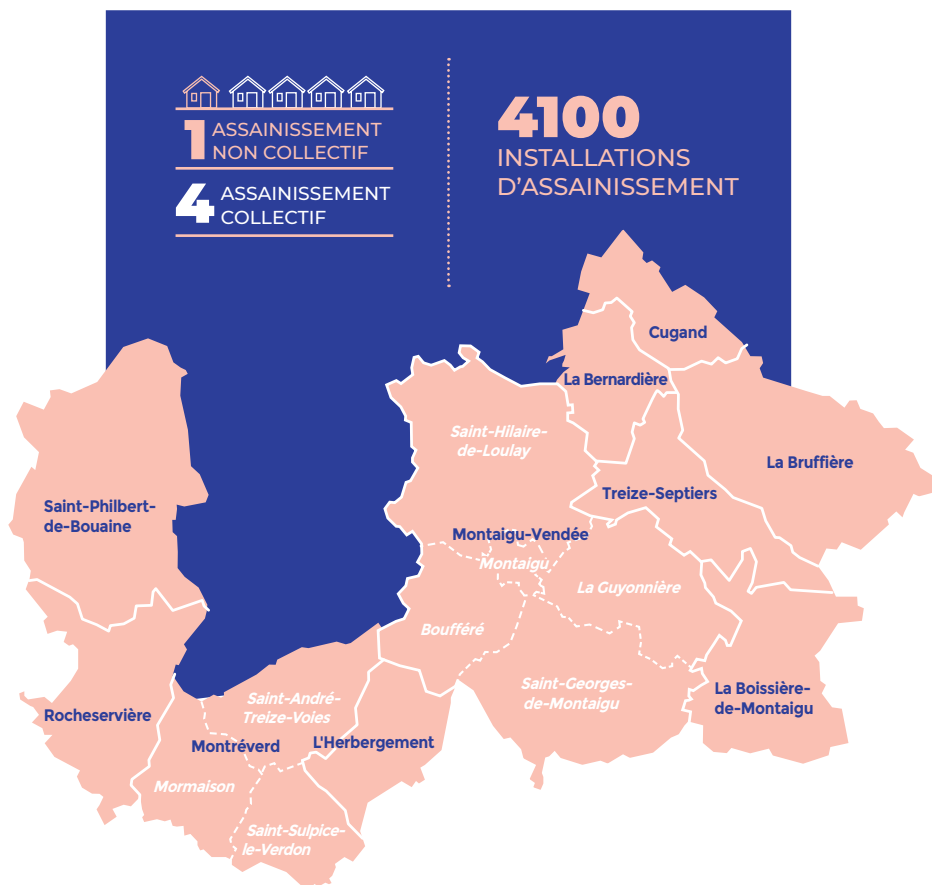 1 ASSAINISSEMENT
NON COLLECTIF
4 ASSAINISSEMENT
COLLECTIF
4100
INSTALLATIONS
D'ASSAINISSEMENT
Cugand
La Bernardière
Saint-Hilaire-
de-Loulay
La Bruffière
Saint-Philbert-
de-Bouaine
Treize-Septiers
Montaigu-Vendée
Montaigu
La Guyonnière
Boufféré
Saint-Georges-
de-Montaigu
La Boissière-
de-Montaigu
Rocheservière
Saint-André-
Treize-Voies
Montréverd
L'Herbergement
Mormaison
Saint-Sulpice-
le-Verdon